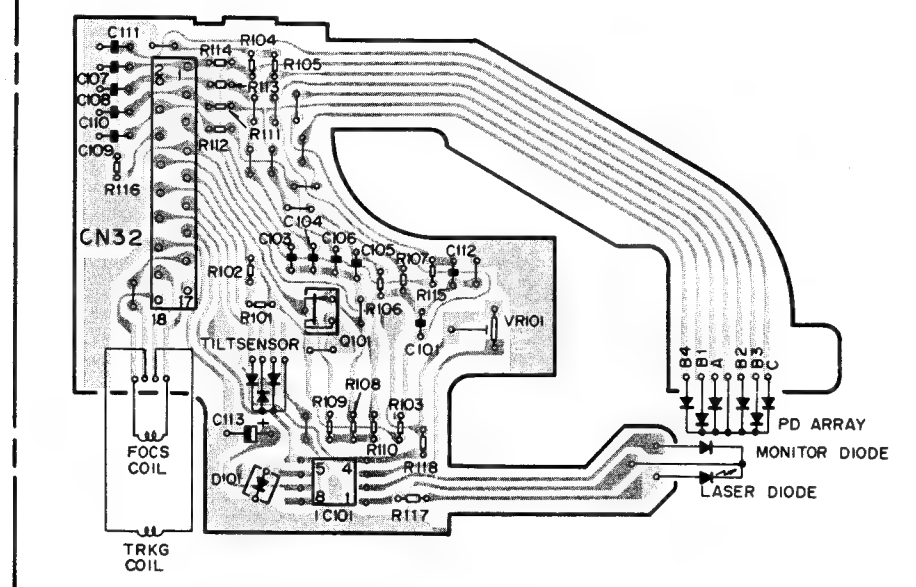 C111
R104
R114
R105
C107
2 1
R113
C108
C110
R111
R112
C109
R116
C104
CN32
C103
C106
C105
R107
C112
R102
R115
R106
17
R101
VR101
18
Q101
C101
TILTSENSOR
B4
B1
A
B2
B3
C
R108
R109
R103
PD ARRAY
C113
+
R110
FOCS
COIL
MONITOR DIODE
5 4
R118
D101
8 1
LASER DIODE
IC101
R117
TRKG
COIL